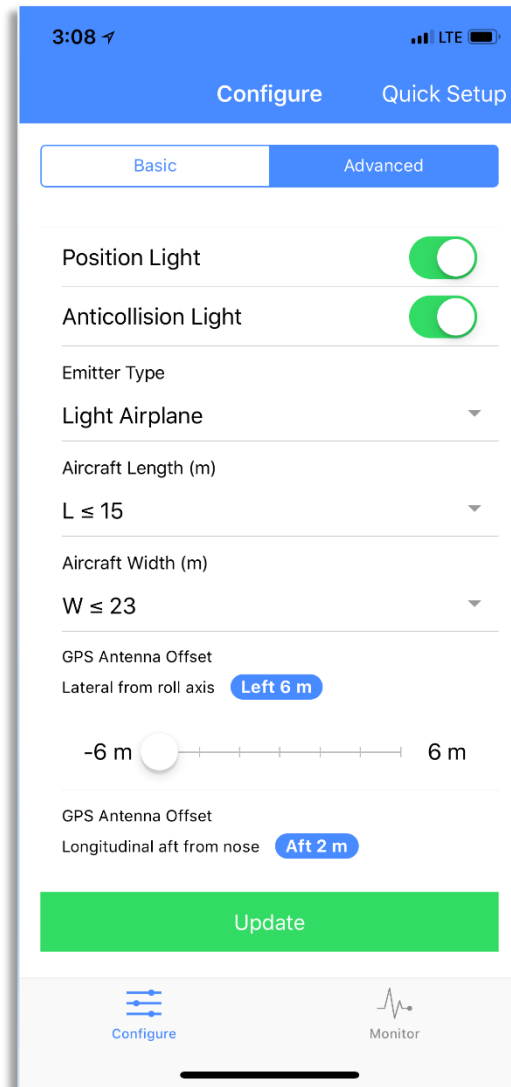 3:08 LTE
Configure Quick Setup
Basic Advanced
Position Light
Anticollision Light
Emitter Type
Light Airplane
Aircraft Length (m)
L ≤ 15
Aircraft Width (m)
W ≤ 23
GPS Antenna Offset
Lateral from roll axis Left 6 m
-6 m 6 m
GPS Antenna Offset
Longitudinal aft from nose Aft 2 m
Update
Configure Monitor